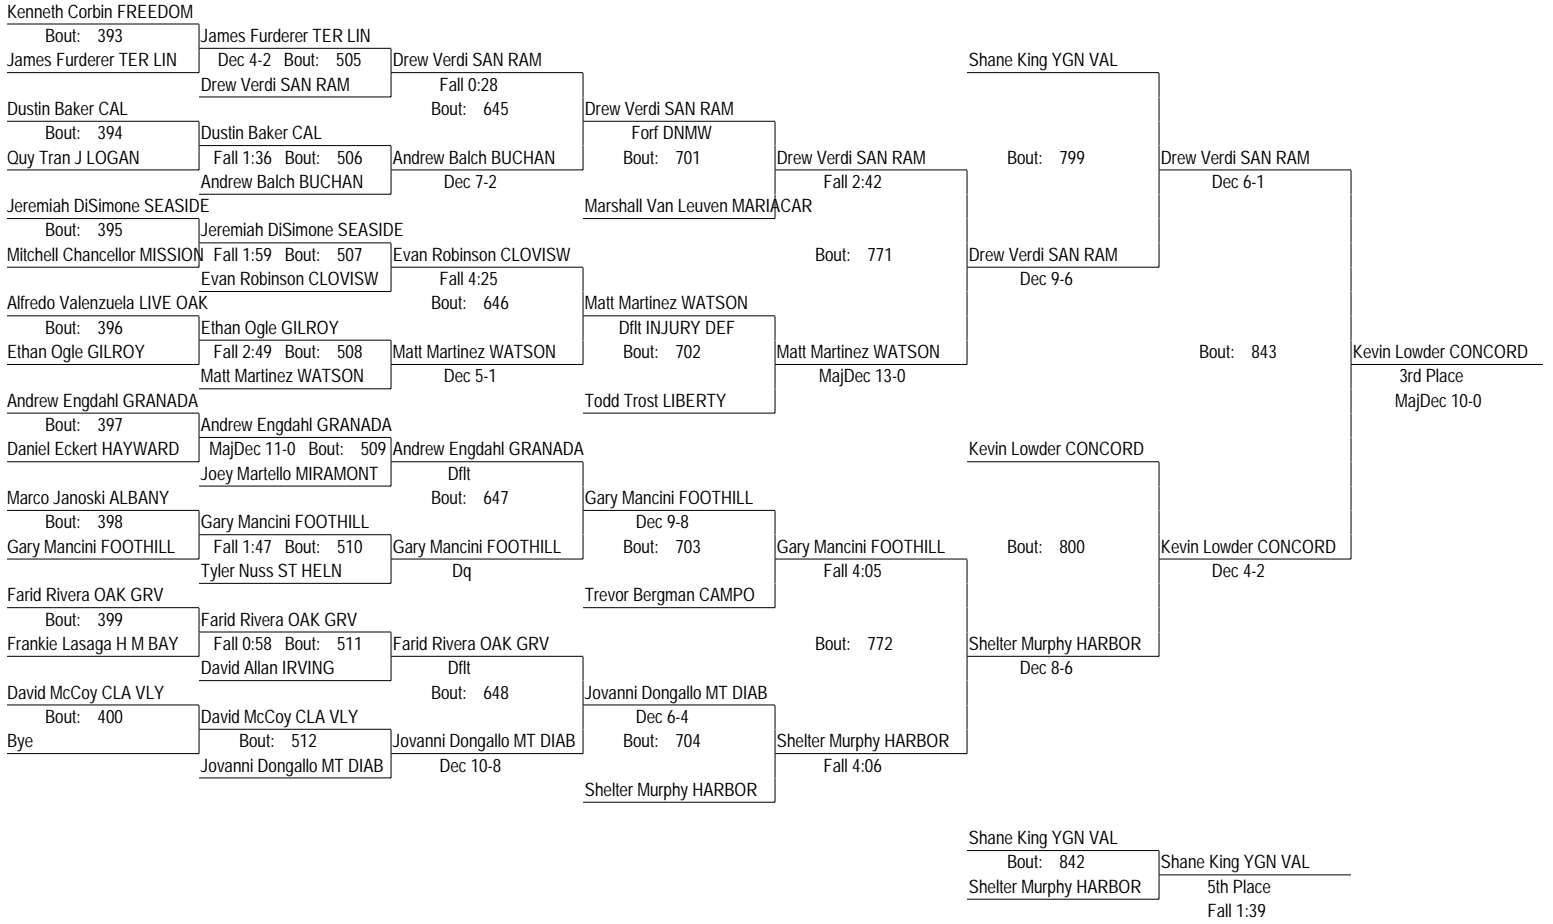 Kenneth Corbin FREEDOM
Bout: 393
James Furderer TER LIN
Dustin Baker CAL
Bout: 394
Quy Tran J LOGAN
Jeremiah DiSimone SEASIDE
Bout: 395
Mitchell Chancellor MISSION
Alfredo Valenzuela LIVE OAK
Bout: 396
Ethan Ogle GILROY
Andrew Engdahl GRANADA
Bout: 397
Daniel Eckert HAYWARD
Marco Janoski ALBANY
Bout: 398
Gary Mancini FOOTHILL
Farid Rivera OAK GRV
Bout: 399
Frankie Lasaga H M BAY
David McCoy CLA VLY
Bout: 400
Bye
James Furderer TER LIN
Dec 4-2 Bout: 505
Drew Verdi SAN RAM
Dustin Baker CAL
Fall 1:36 Bout: 506
Andrew Balch BUCHAN
Jeremiah DiSimone SEASIDE
Fall 1:59 Bout: 507
Evan Robinson CLOVISW
Ethan Ogle GILROY
Fall 2:49 Bout: 508
Matt Martinez WATSON
Andrew Engdahl GRANADA
MajDec 11-0 Bout: 509
Joey Martello MIRAMONT
Gary Mancini FOOTHILL
Fall 1:47 Bout: 510
Tyler Nuss ST HELN
Farid Rivera OAK GRV
Fall 0:58 Bout: 511
David Allan IRVING
David McCoy CLA VLY
Bout: 512
Jovanni Dongallo MT DIAB
Drew Verdi SAN RAM
Fall 0:28
Bout: 645
Andrew Balch BUCHAN
Dec 7-2
Evan Robinson CLOVISW
Fall 4:25
Bout: 646
Matt Martinez WATSON
Dec 5-1
Andrew Engdahl GRANADA
Dflt
Bout: 647
Gary Mancini FOOTHILL
Dq
Farid Rivera OAK GRV
Dflt
Bout: 648
Jovanni Dongallo MT DIAB
Dec 10-8
Drew Verdi SAN RAM
Forf DNMW
Bout: 701
Marshall Van Leuven MARIACAR
Matt Martinez WATSON
Dflt INJURY DEF
Bout: 702
Todd Trost LIBERTY
Gary Mancini FOOTHILL
Dec 9-8
Bout: 703
Trevor Bergman CAMPO
Jovanni Dongallo MT DIAB
Dec 6-4
Bout: 704
Shelter Murphy HARBOR
Drew Verdi SAN RAM
Fall 2:42
Bout: 771
Matt Martinez WATSON
MajDec 13-0
Gary Mancini FOOTHILL
Fall 4:05
Bout: 772
Shelter Murphy HARBOR
Fall 4:06
Shane King YGN VAL
Bout: 799
Drew Verdi SAN RAM
Dec 9-6
Kevin Lowder CONCORD
Bout: 800
Shelter Murphy HARBOR
Dec 8-6
Drew Verdi SAN RAM
Dec 6-1
Bout: 843
Kevin Lowder CONCORD
Dec 4-2
Kevin Lowder CONCORD
3rd Place
MajDec 10-0
Shane King YGN VAL
Bout: 842
Shelter Murphy HARBOR
Shane King YGN VAL
5th Place
Fall 1:39